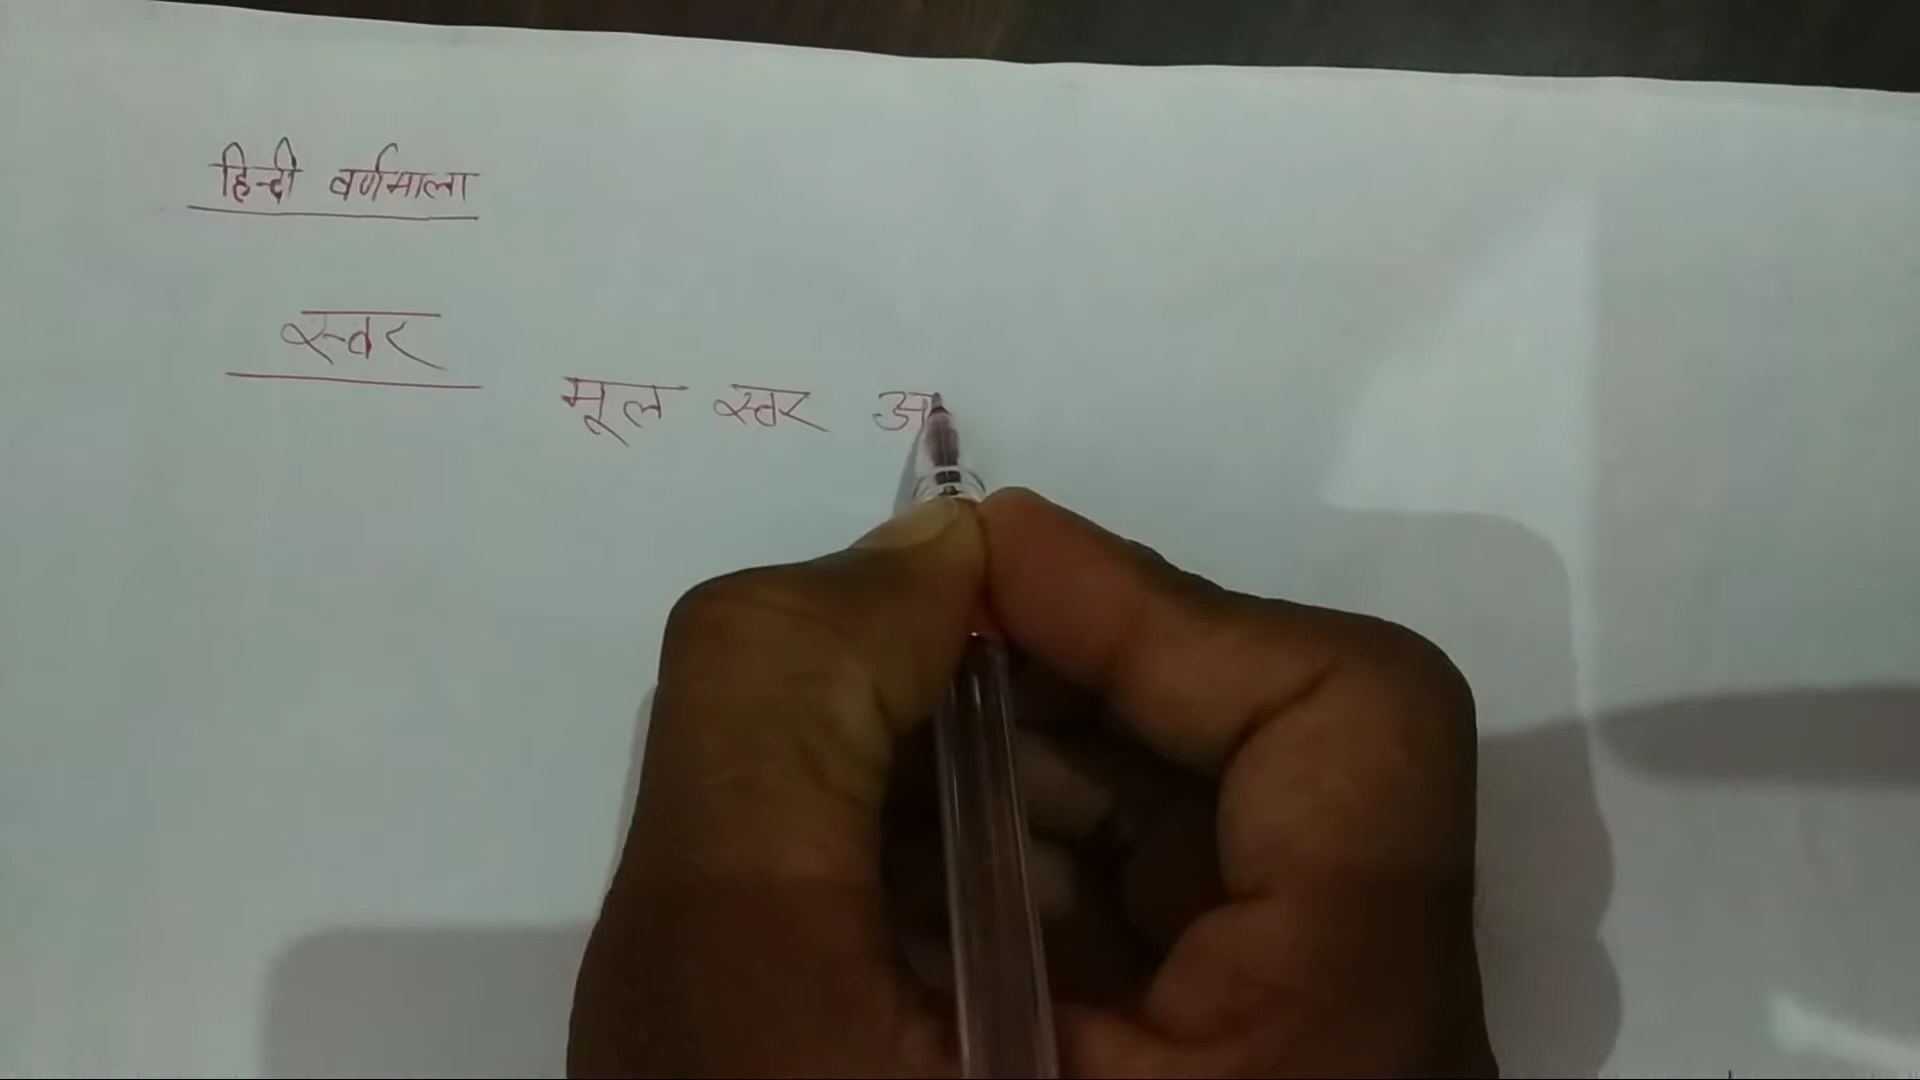 हिन्दी वर्णमाला
स्वर
मूल स्वर अ